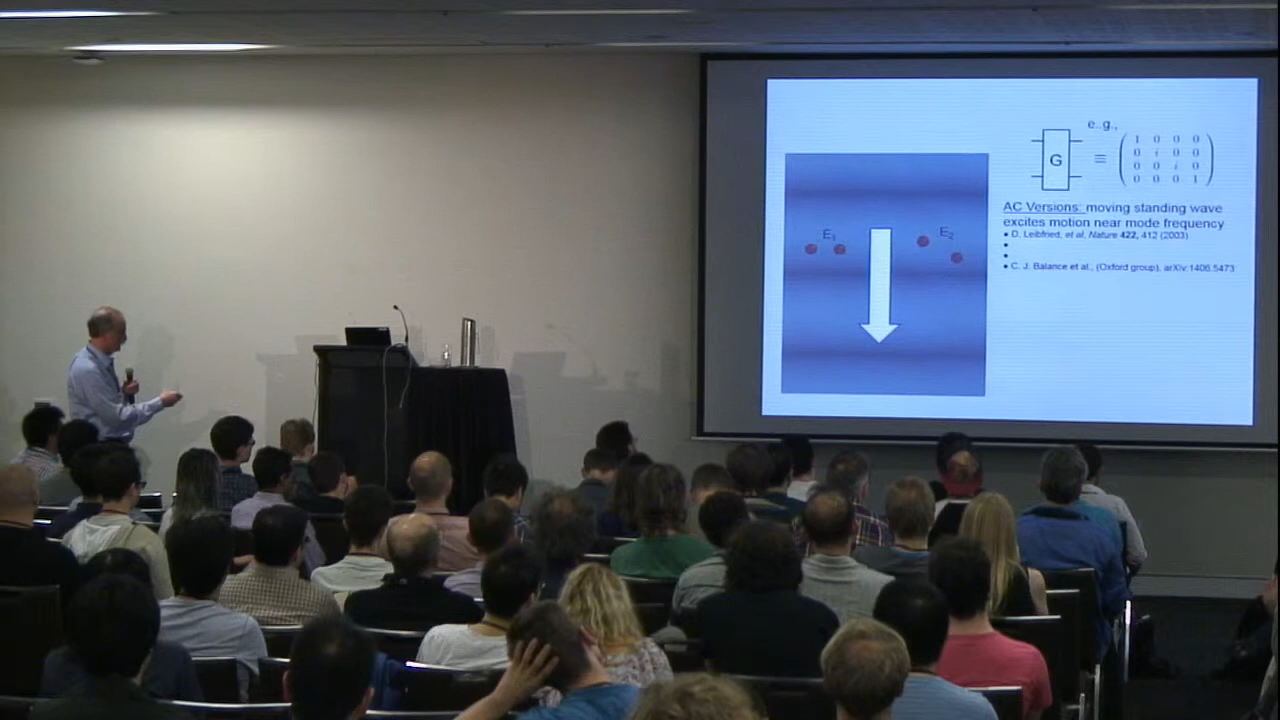 e..g.,
G ≡
1 0 0 0
0 i 0 0
0 0 i 0
0 0 0 1
E1
E2
AC Versions: moving standing wave
excites motion near mode frequency
• D. Leibfried, et al, Nature 422, 412 (2003)
•
•
• C. J. Balance et al., (Oxford group), arXiv:1406.5473